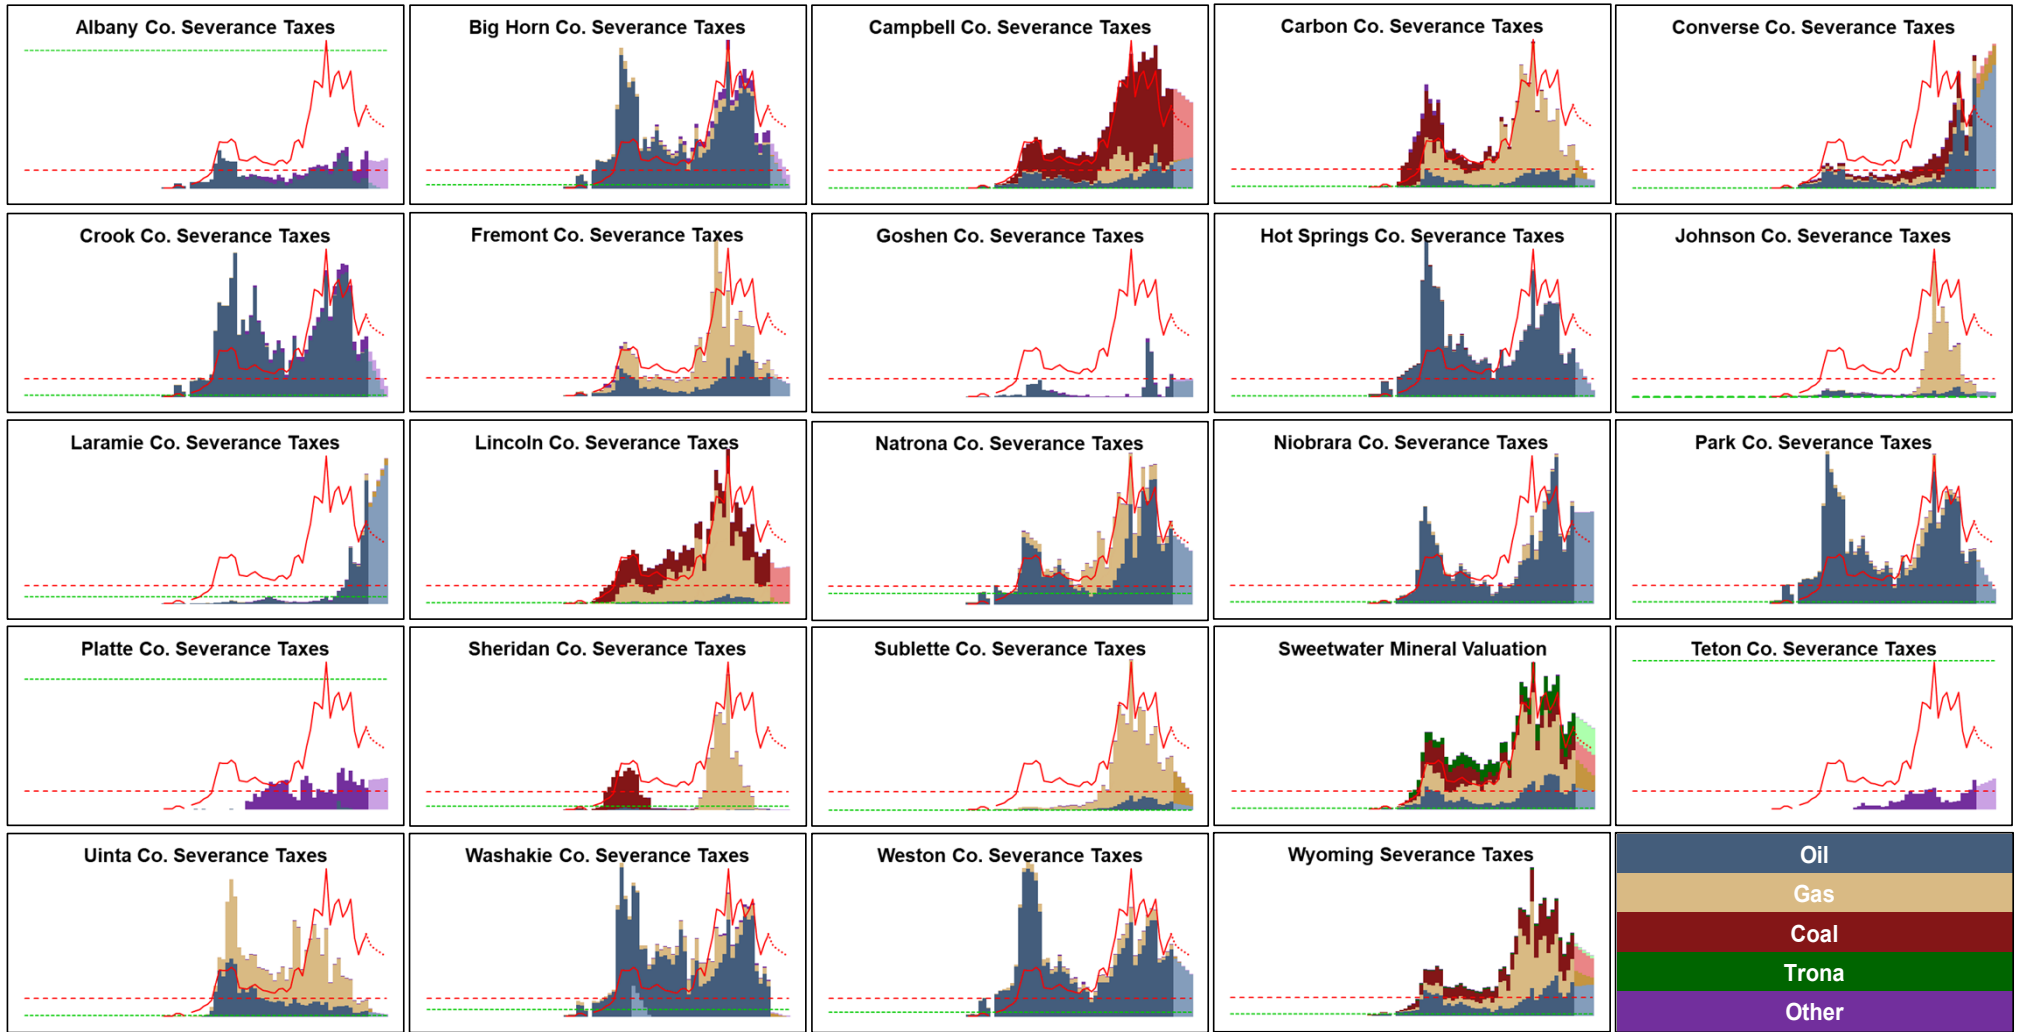 Albany Co. Severance Taxes
Big Horn Co. Severance Taxes
Campbell Co. Severance Taxes
Carbon Co. Severance Taxes
Converse Co. Severance Taxes
Crook Co. Severance Taxes
Fremont Co. Severance Taxes
Goshen Co. Severance Taxes
Hot Springs Co. Severance Taxes
Johnson Co. Severance Taxes
Laramie Co. Severance Taxes
Lincoln Co. Severance Taxes
Natrona Co. Severance Taxes
Niobrara Co. Severance Taxes
Park Co. Severance Taxes
Platte Co. Severance Taxes
Sheridan Co. Severance Taxes
Sublette Co. Severance Taxes
Sweetwater Mineral Valuation
Teton Co. Severance Taxes
Uinta Co. Severance Taxes
Washakie Co. Severance Taxes
Weston Co. Severance Taxes
Wyoming Severance Taxes
Oil
Gas
Coal
Trona
Other